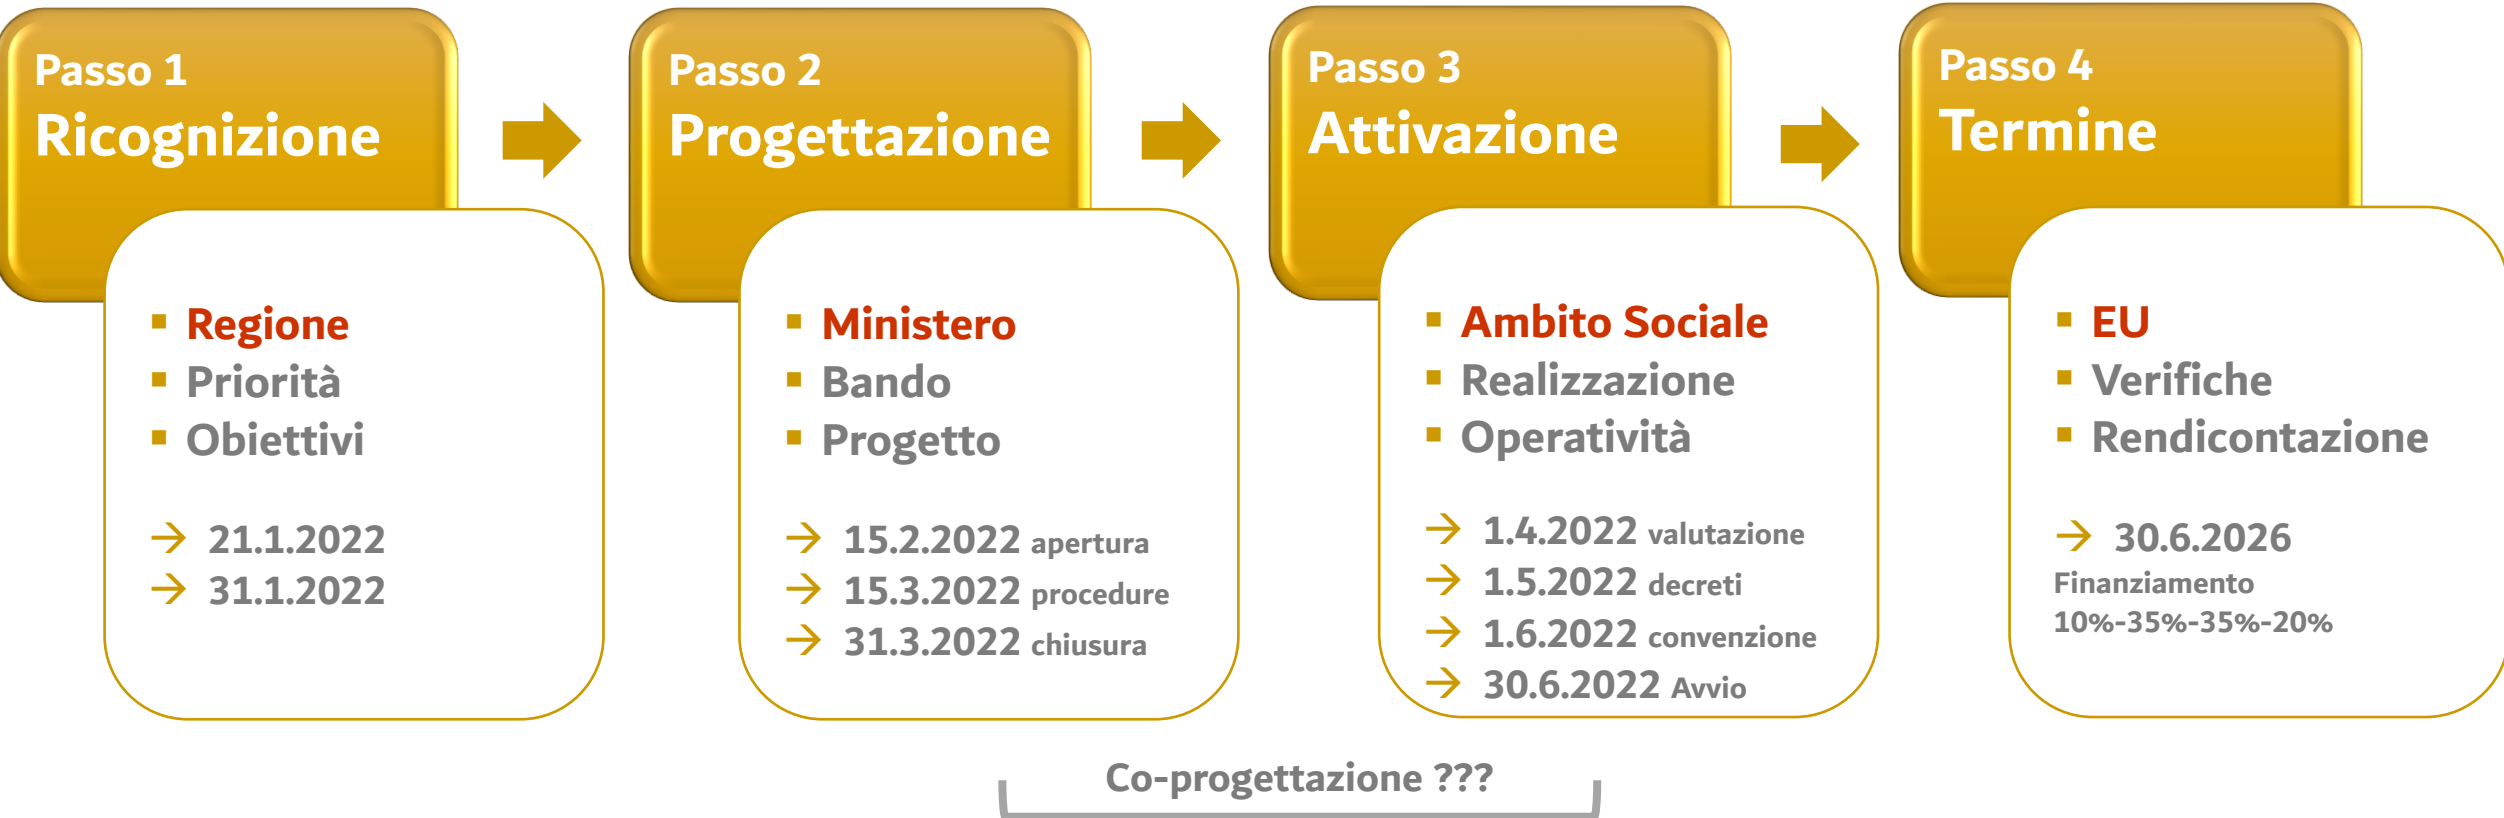 Passo 1
Ricognizione
Regione
Priorità
Obiettivi
21.1.2022
31.1.2022
Passo 2
Progettazione
Ministero
Bando
Progetto
15.2.2022 apertura
15.3.2022 procedure
31.3.2022 chiusura
Passo 3
Attivazione
Ambito Sociale
Realizzazione
Operatività
1.4.2022 valutazione
1.5.2022 decreti
1.6.2022 convenzione
30.6.2022 Avvio
Passo 4
Termine
EU
Verifiche
Rendicontazione
30.6.2026
Finanziamento
10%-35%-35%-20%
Co-progettazione ???